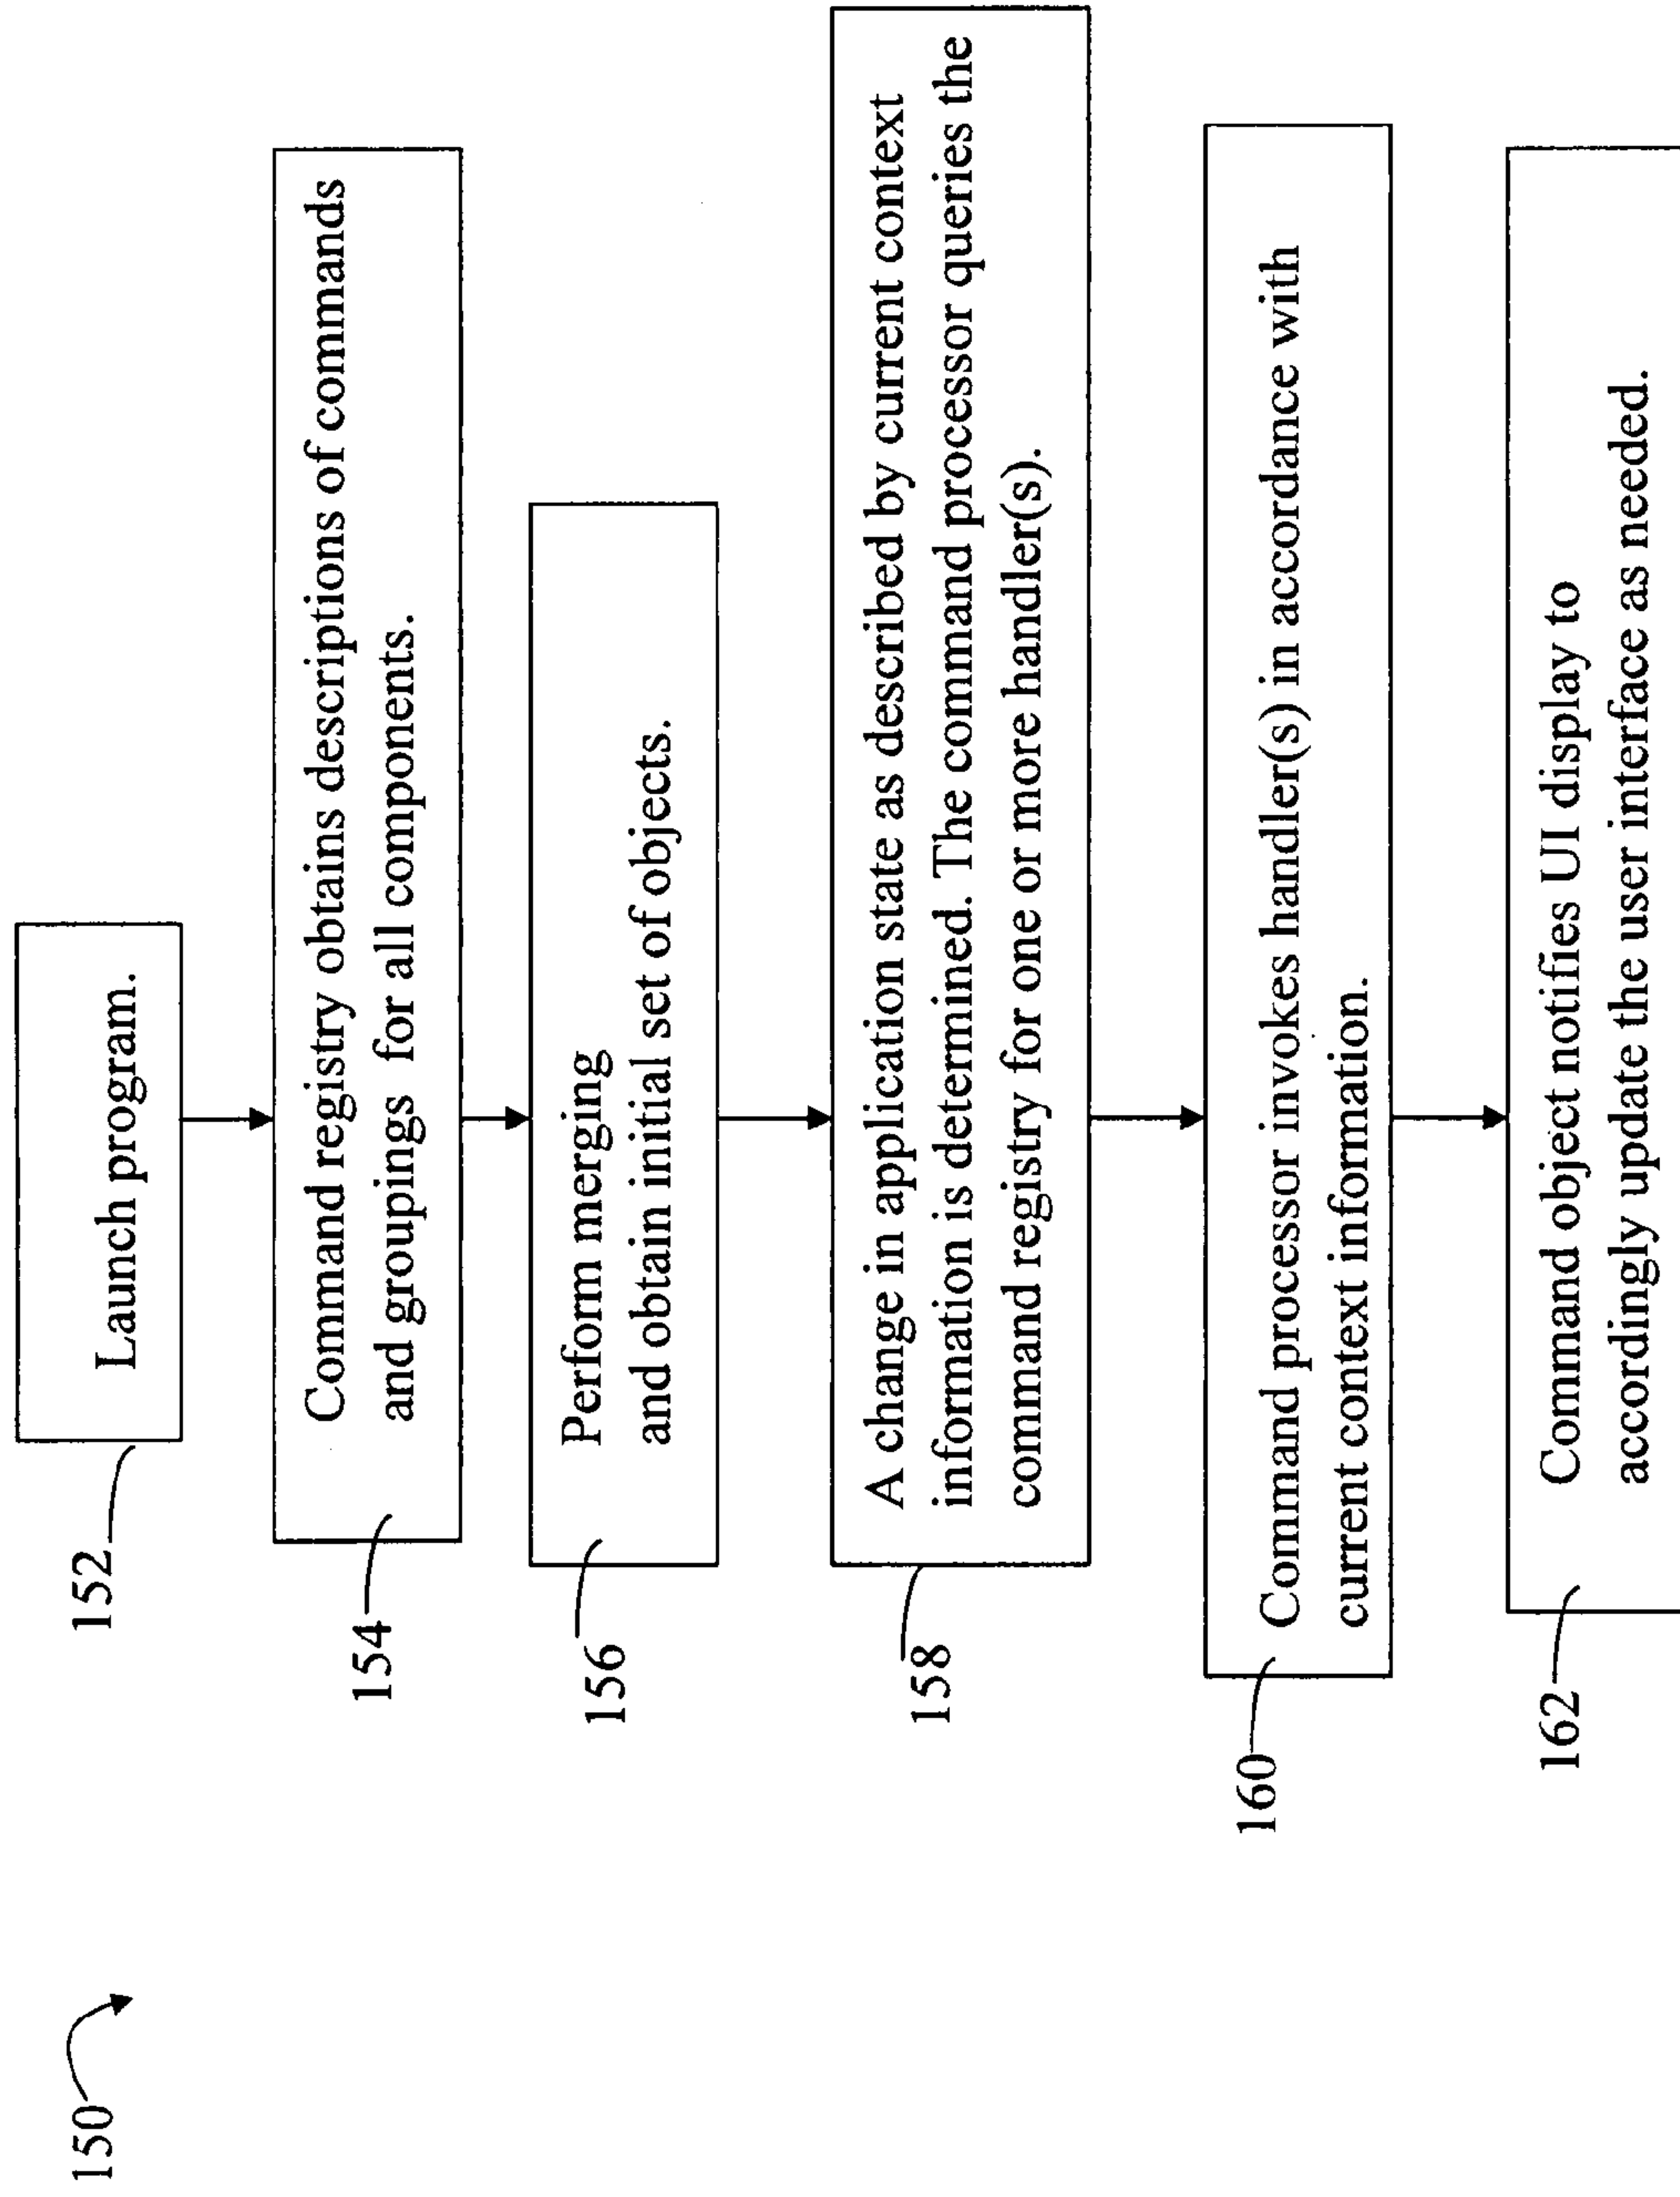 150
152
Launch program.
154
Command registry obtains descriptions of commands
and groupings for all components.
156
Perform merging
and obtain initial set of objects.
158
A change in application state as described by current context
information is determined. The command processor queries the
command registry for one or more handler(s).
160
Command processor invokes handler(s) in accordance with
current context information.
162
Command object notifies UI display to
accordingly update the user interface as needed.